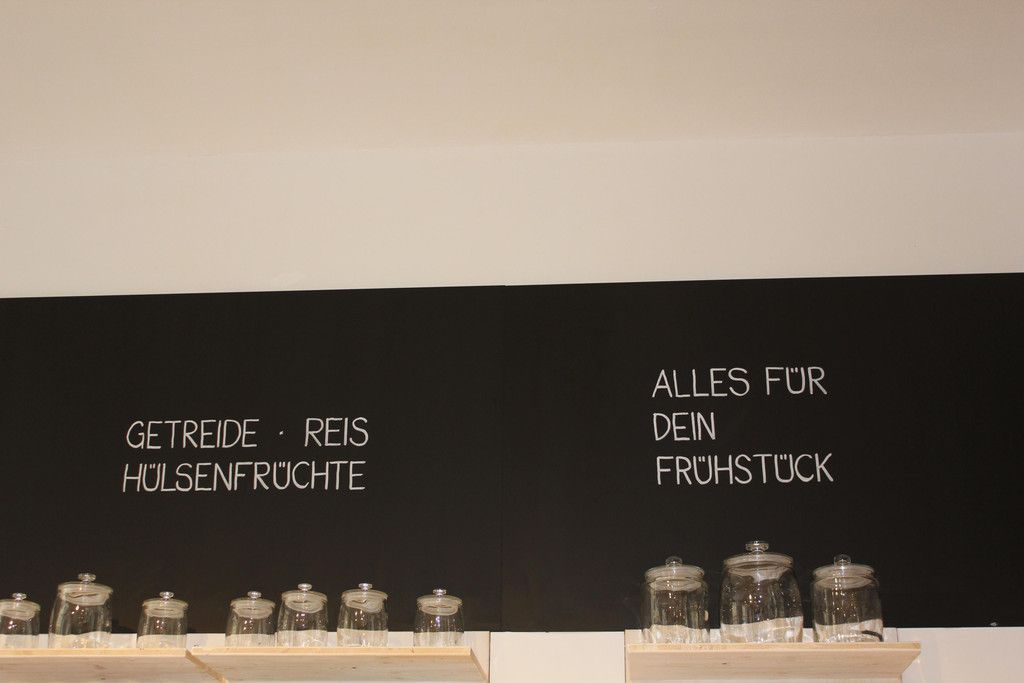 GETREIDE · REIS
HÜLSENFRÜCHTE
ALLES FÜR
DEIN
FRÜHSTÜCK